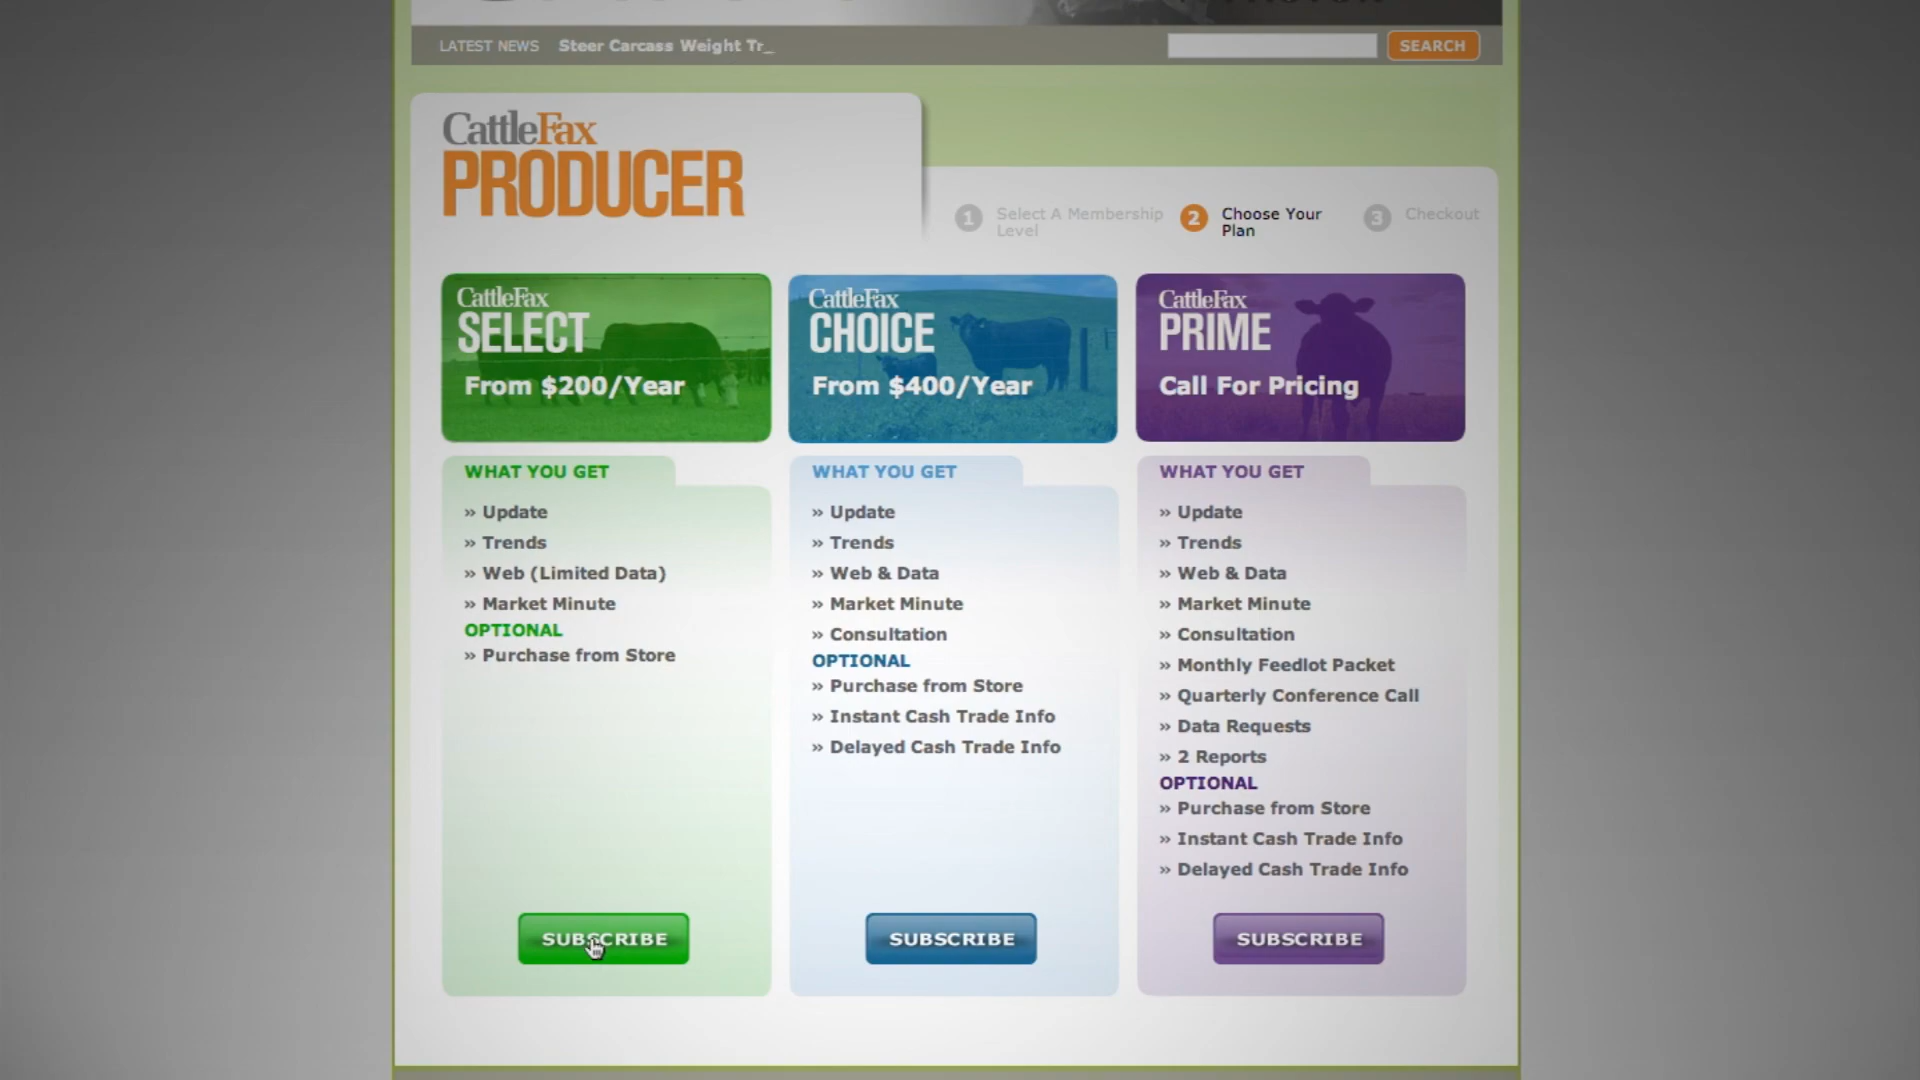 LATEST NEWS Steer Carcass Weight Tr_
SEARCH
CattleFax
PRODUCER
1 Select A Membership Level
2 Choose Your Plan
3 Checkout
CattleFax
SELECT
From $200/Year
WHAT YOU GET
» Update
» Trends
» Web (Limited Data)
» Market Minute
OPTIONAL
» Purchase from Store
SUBSCRIBE
CattleFax
CHOICE
From $400/Year
WHAT YOU GET
» Update
» Trends
» Web & Data
» Market Minute
» Consultation
OPTIONAL
» Purchase from Store
» Instant Cash Trade Info
» Delayed Cash Trade Info
SUBSCRIBE
CattleFax
PRIME
Call For Pricing
WHAT YOU GET
» Update
» Trends
» Web & Data
» Market Minute
» Consultation
» Monthly Feedlot Packet
» Quarterly Conference Call
» Data Requests
» 2 Reports
OPTIONAL
» Purchase from Store
» Instant Cash Trade Info
» Delayed Cash Trade Info
SUBSCRIBE